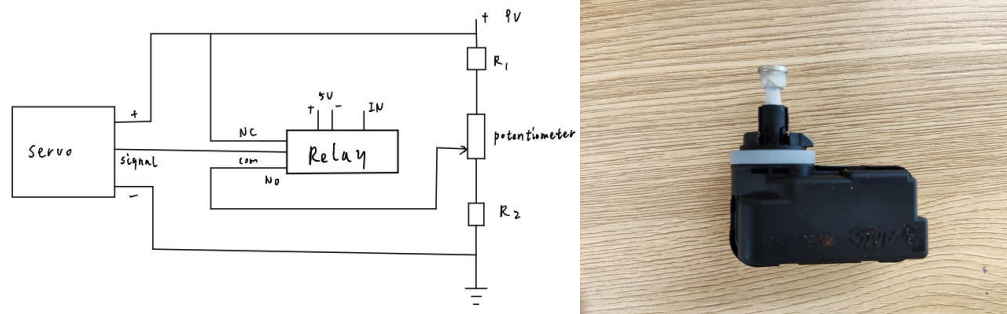 + 9V
R1
5V
+ - IN
+
NC
potentiometer
Servo
signal
Relay
com
NO
-
R2